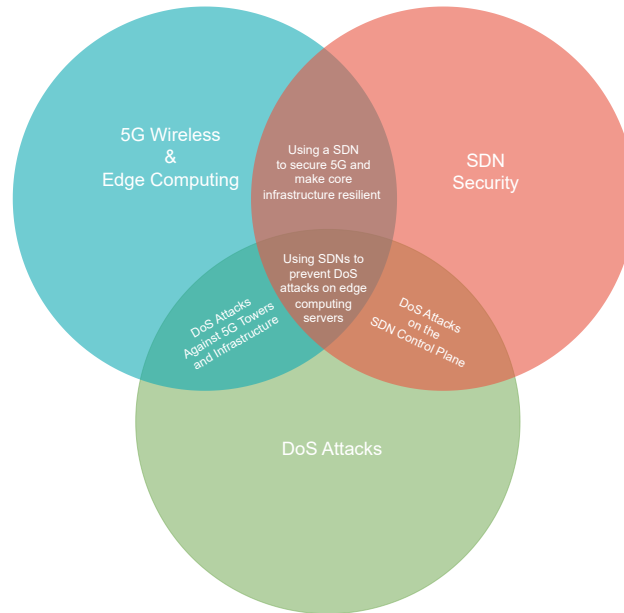 5G Wireless
&
Edge Computing
Using a SDN
to secure 5G and
make core
infrastructure resilient
SDN
Security
Using SDNs to
prevent DoS
attacks on edge
computing
servers
DoS Attacks
Against 5G Towers
and Infrastructure
DoS Attacks
on the
SDN Control Plane
DoS Attacks